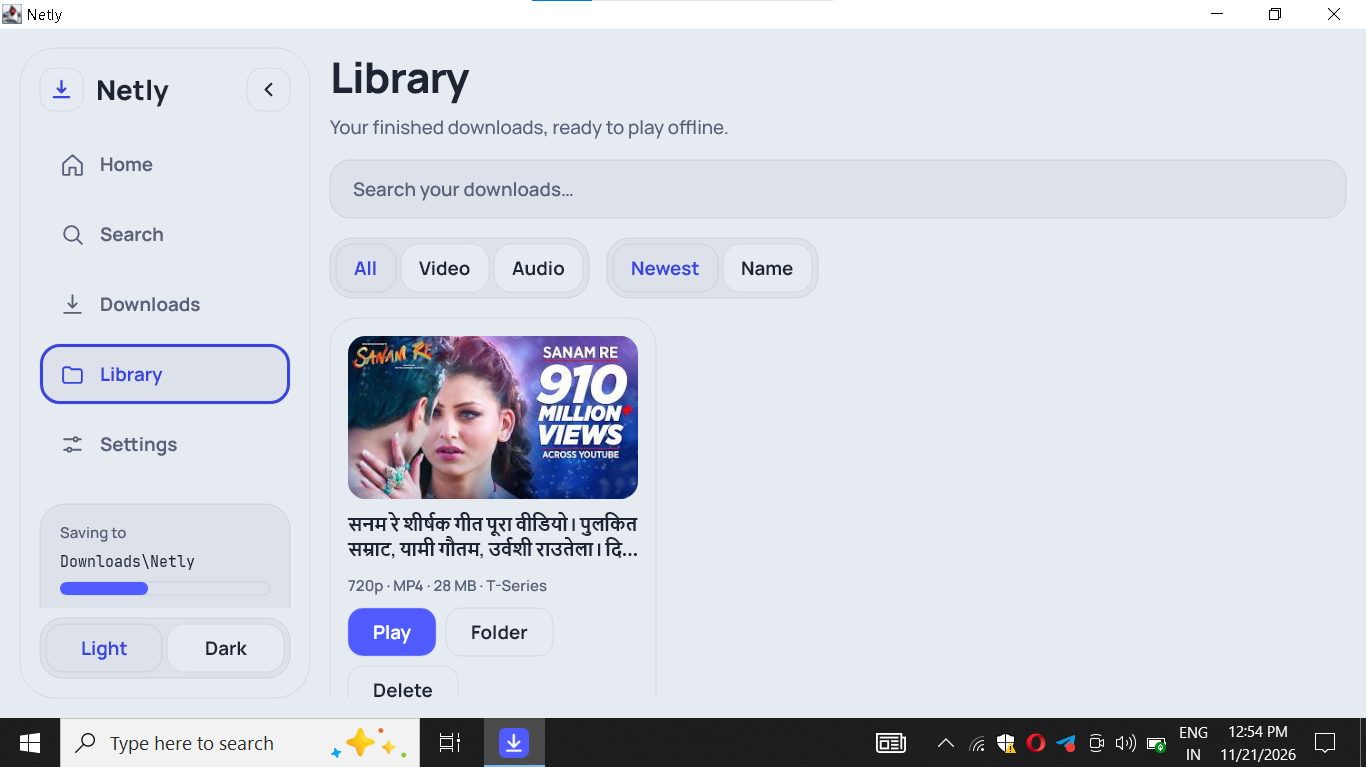 Netly
Netly
Home
Search
Downloads
Library
Settings
Saving to
Downloads\Netly
Light
Dark
Library
Your finished downloads, ready to play offline.
Search your downloads...
All
Video
Audio
Newest
Name
SANAM RE
SANAM RE
910
MILLION+
VIEWS
ACROSS YOUTUBE
सनम रे शीर्षक गीत पूरा वीडियो। पुलकित
सम्राट, यामी गौतम, उर्वशी राउतेला। दि...
720p · MP4 · 28 MB · T-Series
Play
Folder
Delete
Type here to search
ENG
IN
12:54 PM
11/21/2026